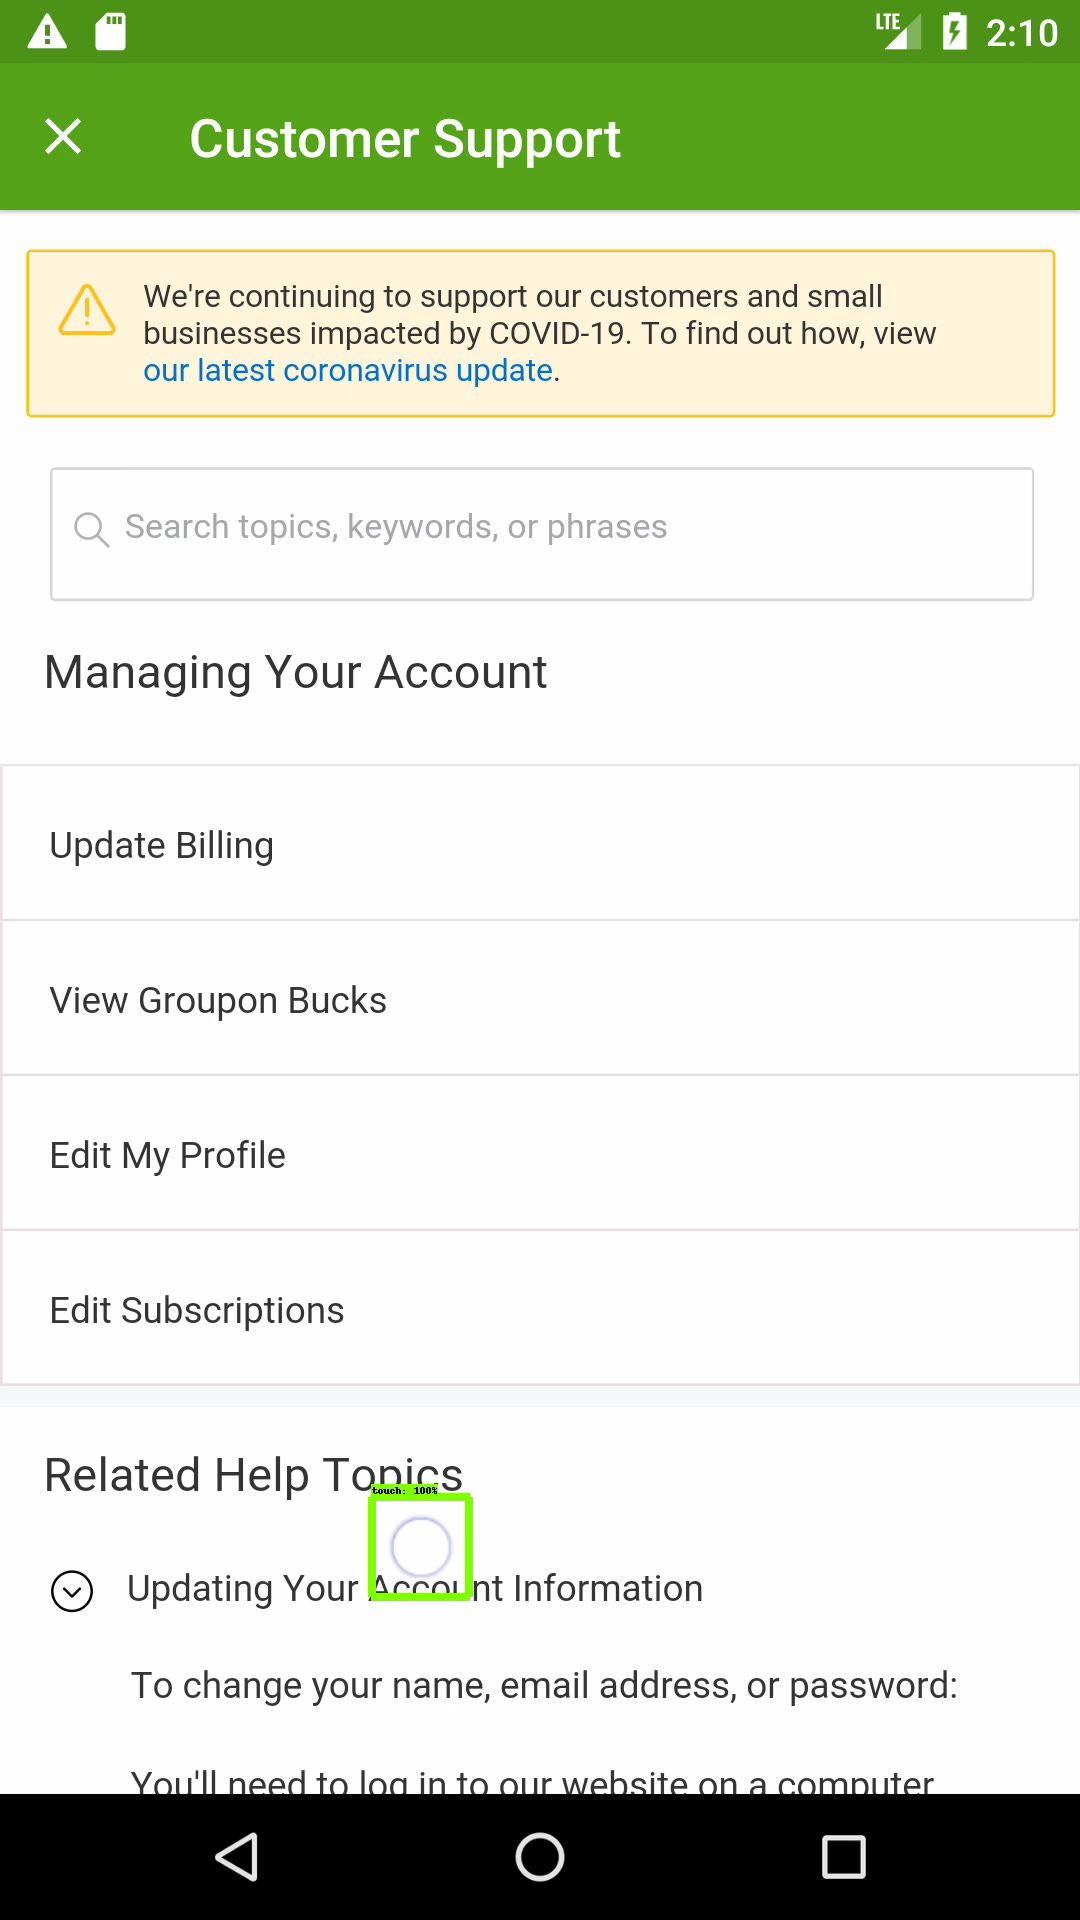 LTE 2:10
Customer Support
We're continuing to support our customers and small
businesses impacted by COVID-19. To find out how, view
our latest coronavirus update.
Search topics, keywords, or phrases
Managing Your Account
Update Billing
View Groupon Bucks
Edit My Profile
Edit Subscriptions
Related Help Topics
touch: 100%
Updating Your Account Information
To change your name, email address, or password:
You'll need to log in to our website on a computer